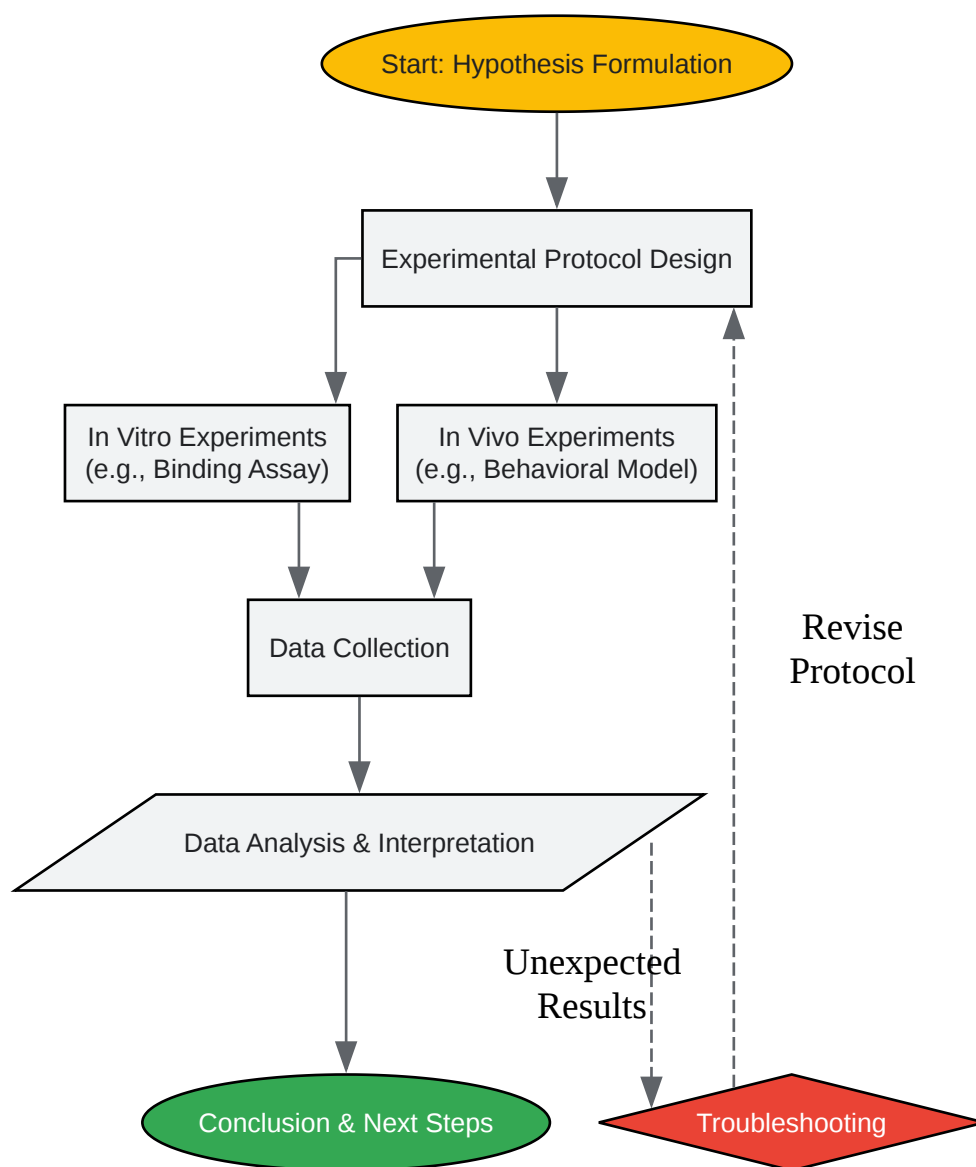 Start: Hypothesis Formulation
Experimental Protocol Design
In Vitro Experiments
(e.g., Binding Assay)
In Vivo Experiments
(e.g., Behavioral Model)
Data Collection
Revise
Protocol
Data Analysis & Interpretation
Unexpected
Results
Conclusion & Next Steps
Troubleshooting